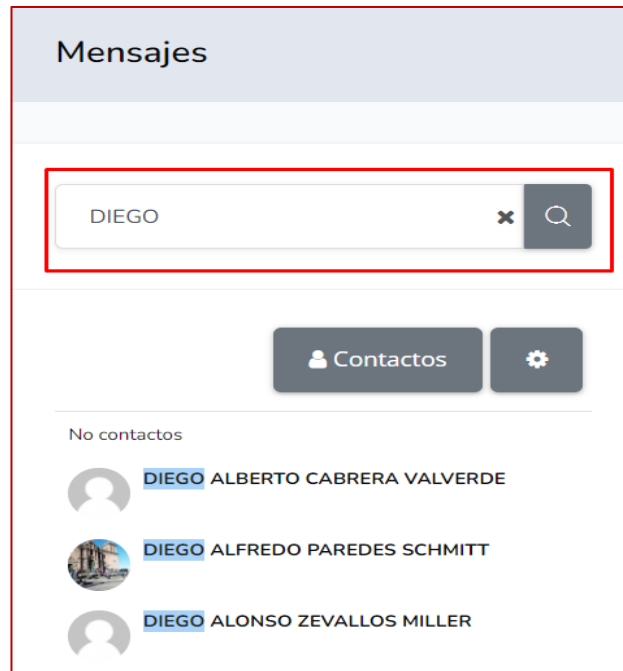 Mensajes
DIEGO
Contactos
No contactos
DIEGO ALBERTO CABRERA VALVERDE
DIEGO ALFREDO PAREDES SCHMITT
DIEGO ALONSO ZEVALLOS MILLER